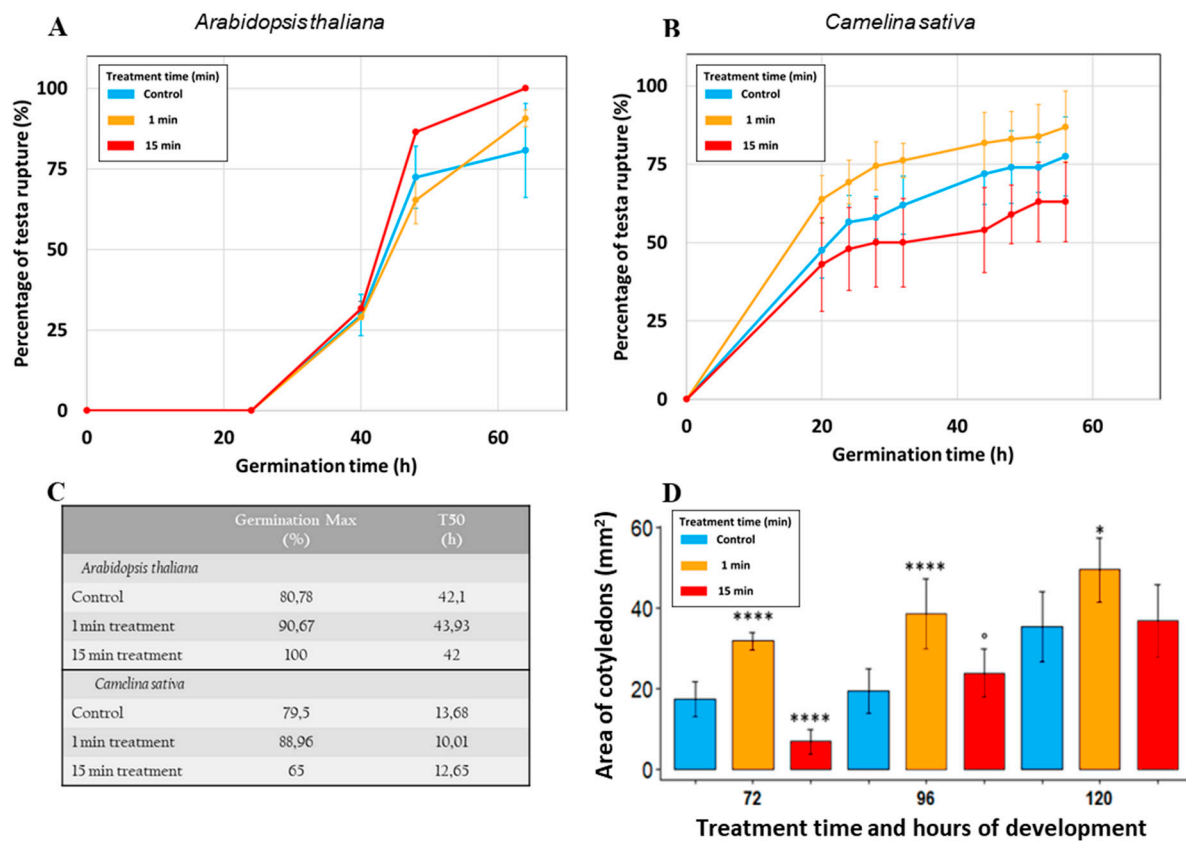 A
Arabidopsis thaliana
Percentage of testa rupture (%)
100
75
50
25
0
Treatment time (min)
Control
1 min
15 min
0
20
40
60
Germination time (h)
B
Camelina sativa
Percentage of testa rupture (%)
100
75
50
25
0
Treatment time (min)
Control
1 min
15 min
0
20
40
60
Germination time (h)
C
Germination Max T50
(%) (h)
Arabidopsis thaliana
Control 80,78 42,1
1min treatment 90,67 43,93
15 min treatment 100 42
Camelina sativa
Control 79,5 13,68
1min treatment 88,96 10,01
15 min treatment 65 12,65
D
Area of cotyledons (mm²)
60
40
20
0
Treatment time (min)
Control
1 min
15 min
****
****
****
°
*
72
96
120
Treatment time and hours of development